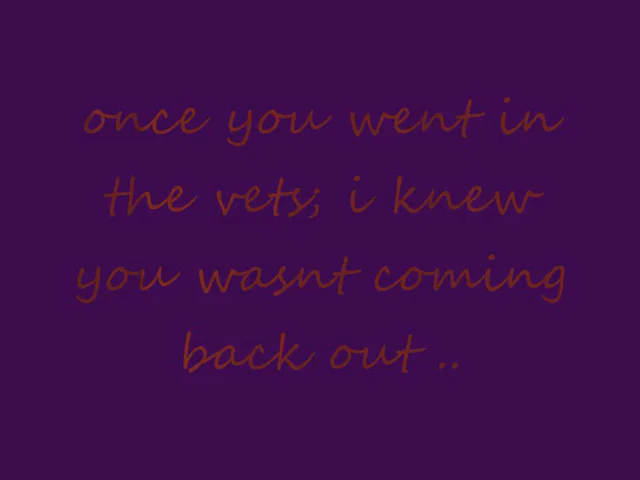 once you went in
the vets; i knew
you wasnt coming
back out ..